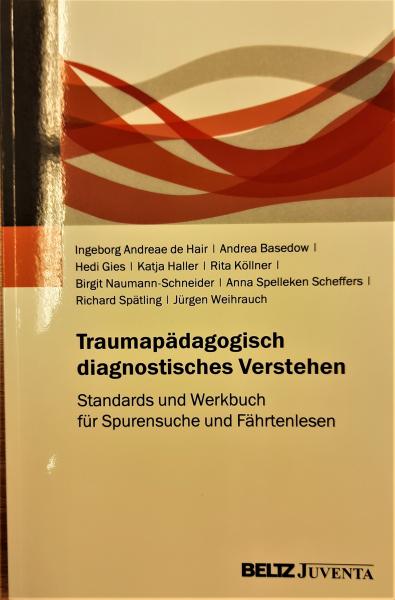 Ingeborg Andreae de Hair | Andrea Basedow |
Hedi Gies | Katja Haller | Rita Köllner |
Birgit Naumann-Schneider | Anna Spelleken Scheffers |
Richard Spätling | Jürgen Weihrauch
Traumapädagogisch
diagnostisches Verstehen
Standards und Werkbuch
für Spurensuche und Fährtenlesen
BELTZ JUVENTA